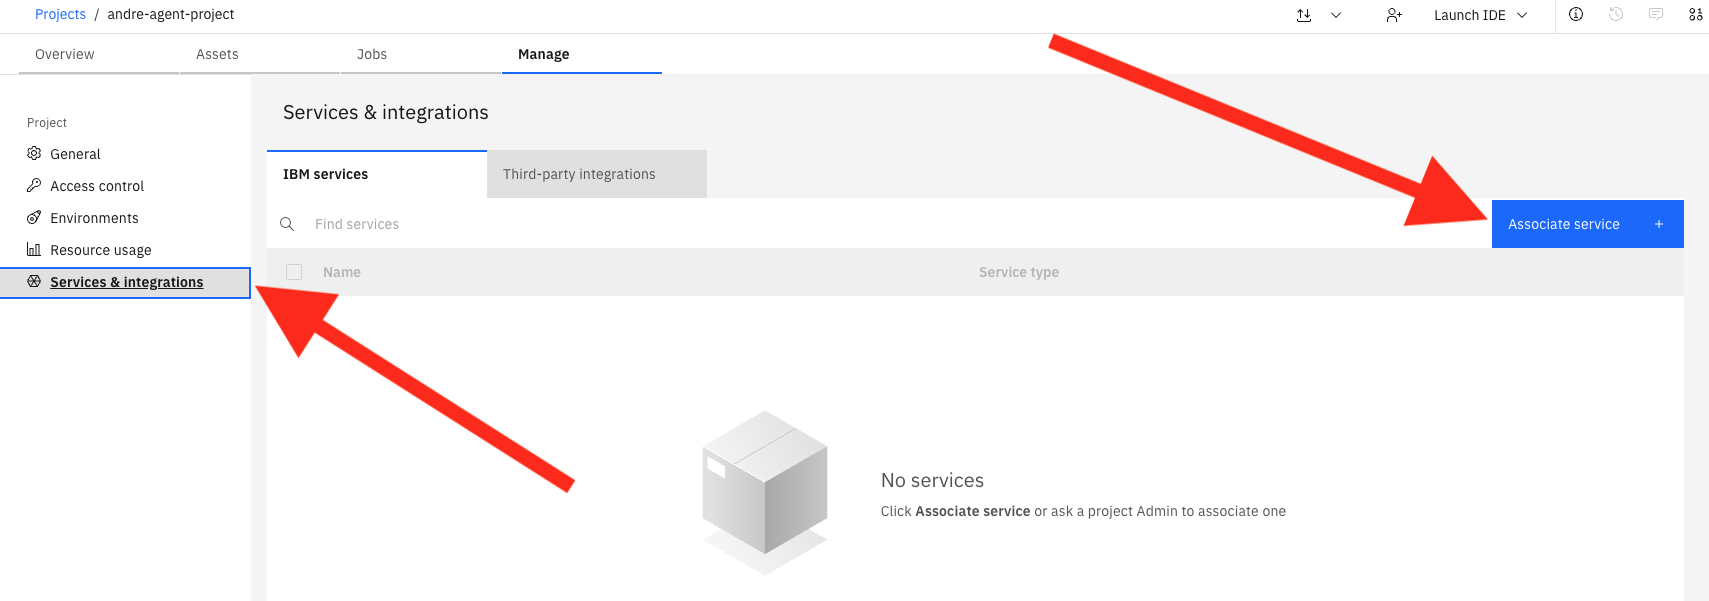 Projects / andre-agent-project
Launch IDE
Overview
Assets
Jobs
Manage
Project
General
Access control
Environments
Resource usage
Services & integrations
Services & integrations
IBM services
Third-party integrations
Find services
Associate service +
Name
Service type
No services
Click Associate service or ask a project Admin to associate one